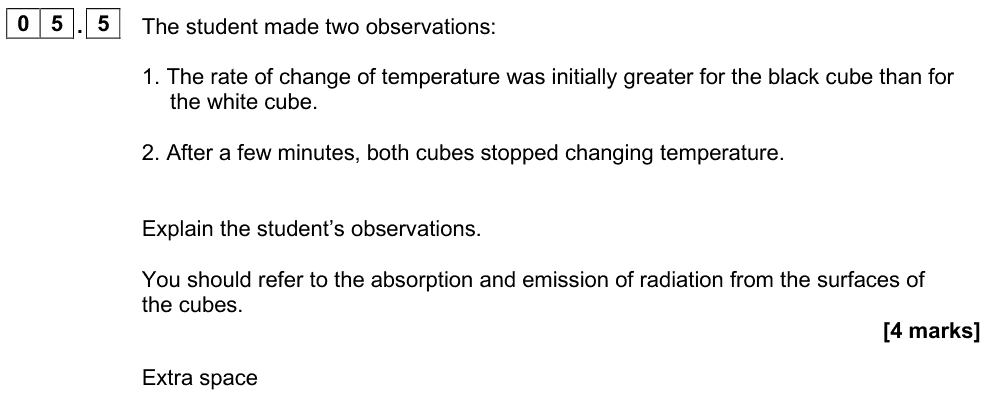 0 5 . 5 The student made two observations:
1. The rate of change of temperature was initially greater for the black cube than for
the white cube.
2. After a few minutes, both cubes stopped changing temperature.
Explain the student’s observations.
You should refer to the absorption and emission of radiation from the surfaces of
the cubes.
[4 marks]
Extra space